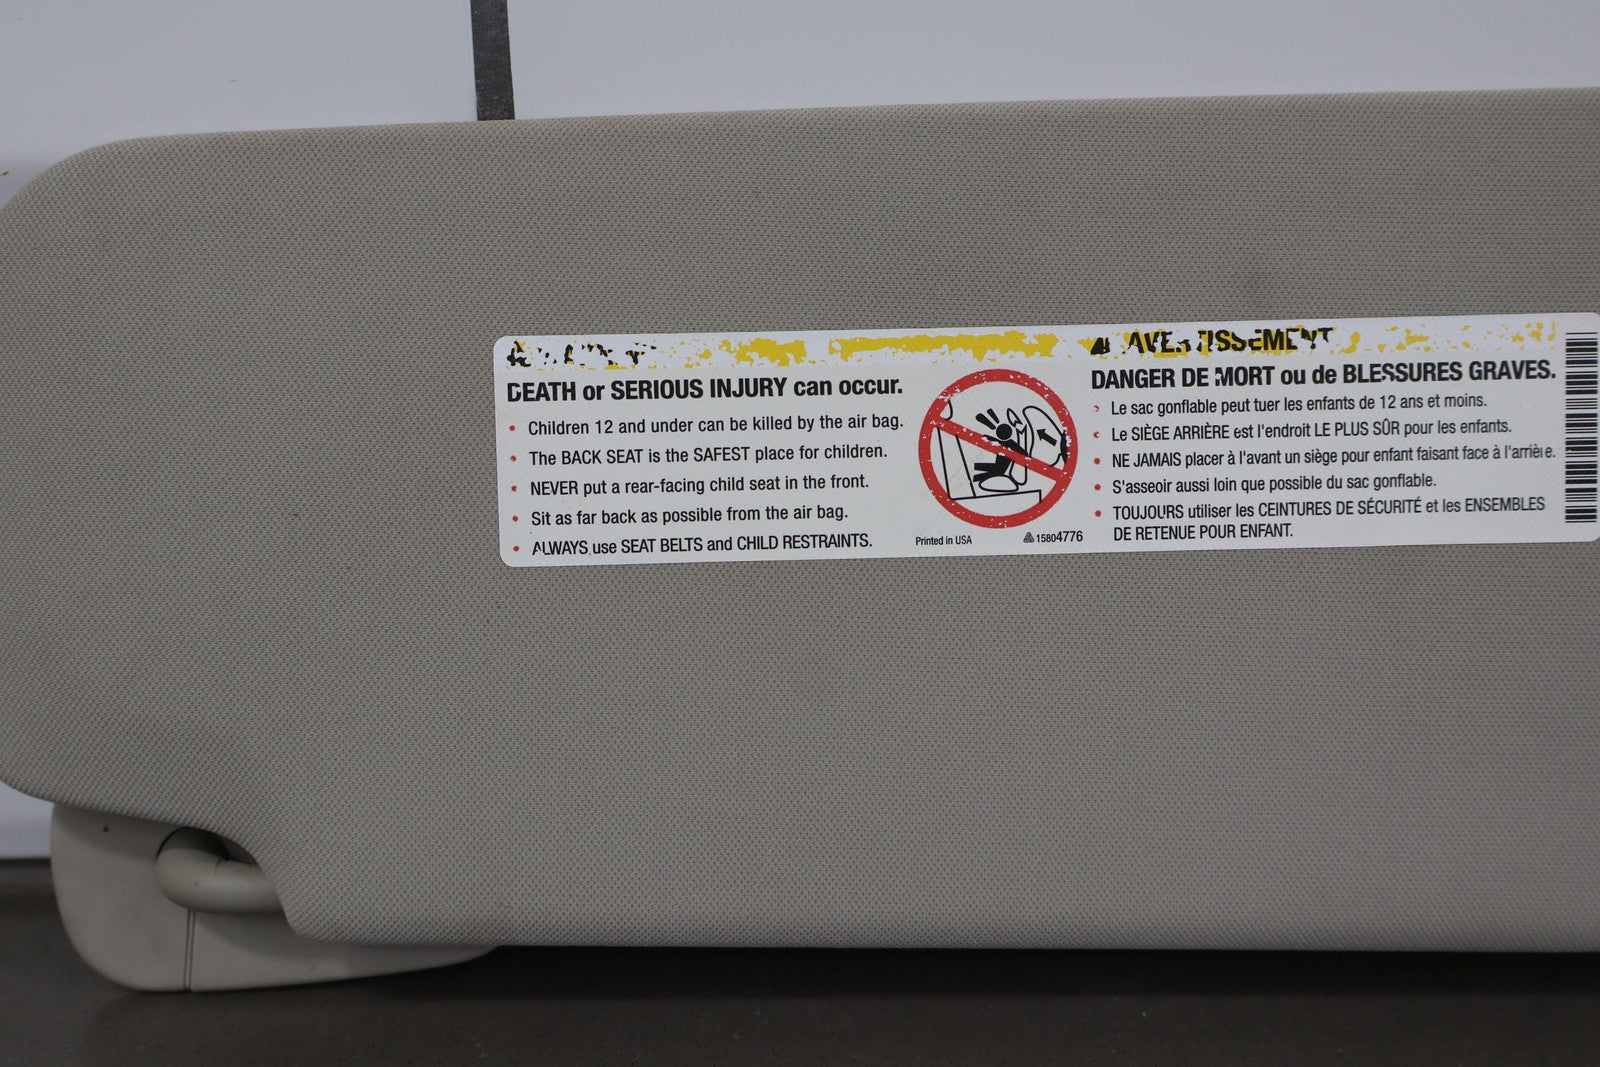 DEATH or SERIOUS INJURY can occur.
• Children 12 and under can be killed by the air bag.
• The BACK SEAT is the SAFEST place for children.
• NEVER put a rear-facing child seat in the front.
• Sit as far back as possible from the air bag.
• ALWAYS use SEAT BELTS and CHILD RESTRAINTS.
Printed in USA
15804776
AVERTISSEMENT
DANGER DE MORT ou de BLESSURES GRAVES.
• Le sac gonflable peut tuer les enfants de 12 ans et moins.
• Le SIÈGE ARRIÈRE est l'endroit LE PLUS SÛR pour les enfants.
• NE JAMAIS placer à l'avant un siège pour enfant faisant face à l'arrière.
• S'asseoir aussi loin que possible du sac gonflable.
• TOUJOURS utiliser les CEINTURES DE SÉCURITÉ et les ENSEMBLES
DE RETENUE POUR ENFANT.